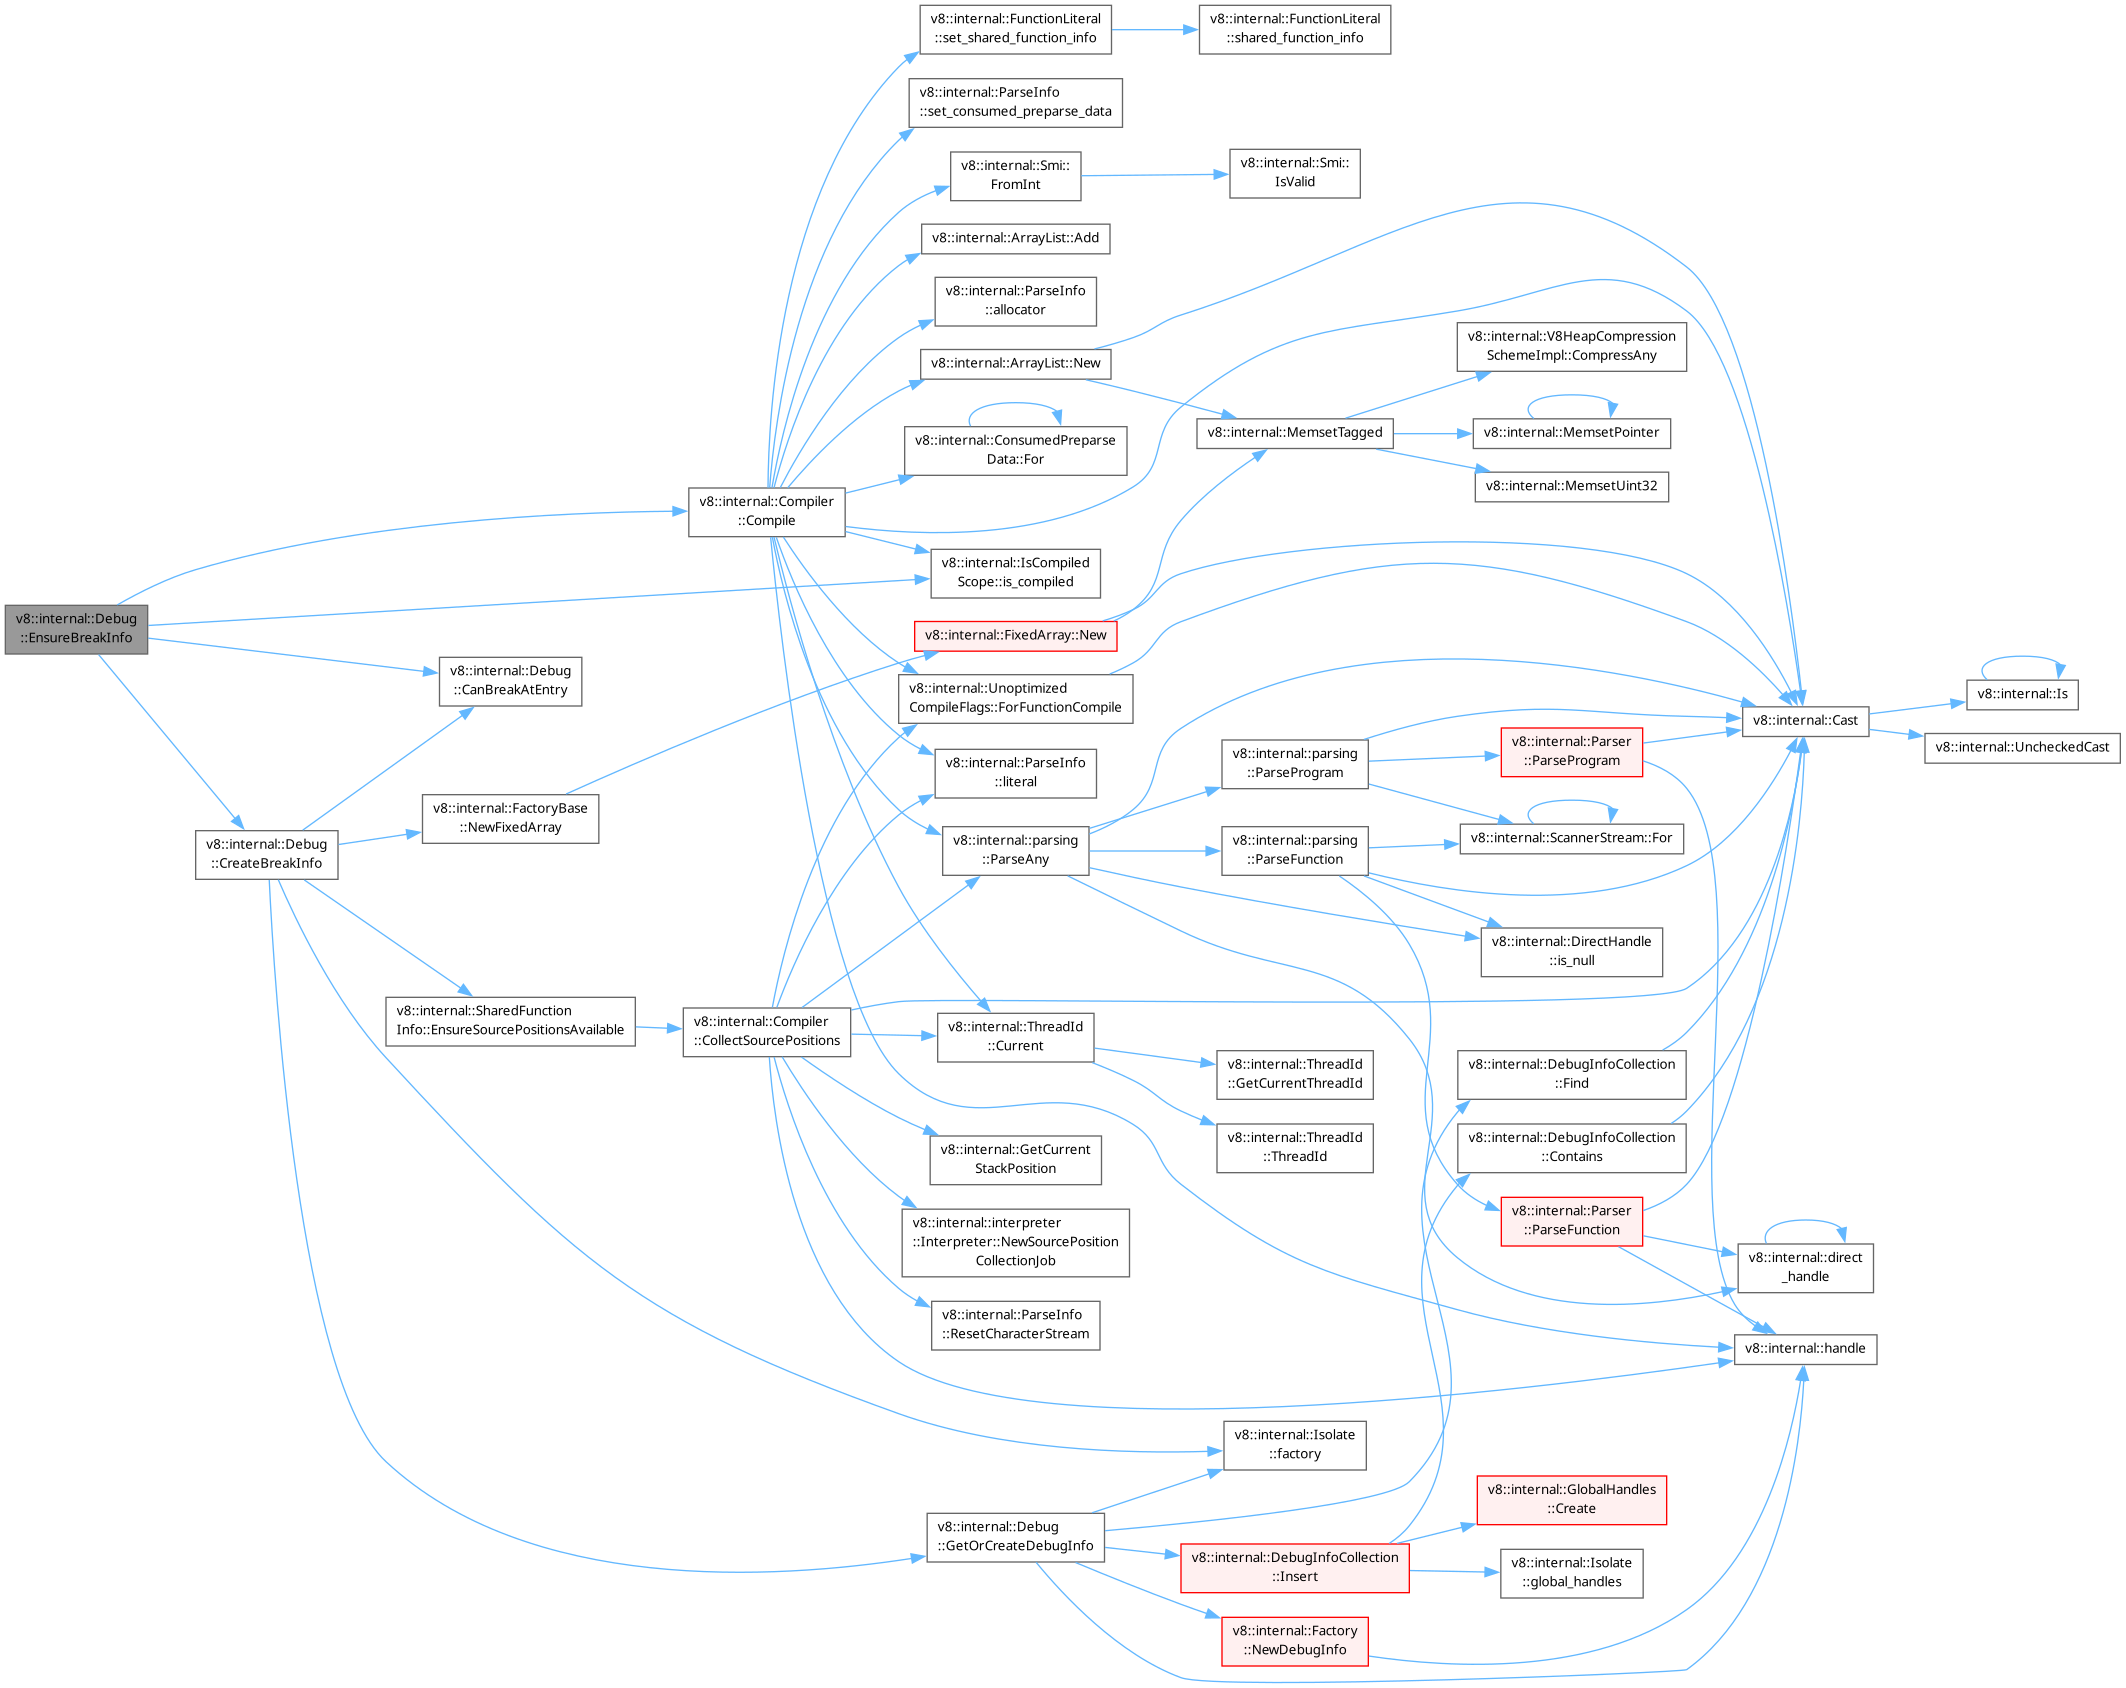 v8::internal::FunctionLiteral
::set_shared_function_info
v8::internal::FunctionLiteral
::shared_function_info
v8::internal::ParseInfo
::set_consumed_preparse_data
v8::internal::Smi::
FromInt
v8::internal::Smi::
IsValid
v8::internal::ArrayList::Add
v8::internal::ParseInfo
::allocator
v8::internal::ArrayList::New
v8::internal::V8HeapCompression
SchemeImpl::CompressAny
v8::internal::ConsumedPreparse
Data::For
v8::internal::MemsetTagged
v8::internal::MemsetPointer
v8::internal::MemsetUint32
v8::internal::Compiler
::Compile
v8::internal::IsCompiled
Scope::is_compiled
v8::internal::Debug
::EnsureBreakInfo
v8::internal::FixedArray::New
v8::internal::Debug
::CanBreakAtEntry
v8::internal::Unoptimized
CompileFlags::ForFunctionCompile
v8::internal::Is
v8::internal::Cast
v8::internal::UncheckedCast
v8::internal::ParseInfo
::literal
v8::internal::parsing
::ParseProgram
v8::internal::Parser
::ParseProgram
v8::internal::FactoryBase
::NewFixedArray
v8::internal::Debug
::CreateBreakInfo
v8::internal::parsing
::ParseAny
v8::internal::parsing
::ParseFunction
v8::internal::ScannerStream::For
v8::internal::DirectHandle
::is_null
v8::internal::SharedFunction
Info::EnsureSourcePositionsAvailable
v8::internal::Compiler
::CollectSourcePositions
v8::internal::ThreadId
::Current
v8::internal::ThreadId
::GetCurrentThreadId
v8::internal::DebugInfoCollection
::Find
v8::internal::ThreadId
::ThreadId
v8::internal::DebugInfoCollection
::Contains
v8::internal::GetCurrent
StackPosition
v8::internal::interpreter
::Interpreter::NewSourcePosition
CollectionJob
v8::internal::Parser
::ParseFunction
v8::internal::direct
_handle
v8::internal::ParseInfo
::ResetCharacterStream
v8::internal::handle
v8::internal::Isolate
::factory
v8::internal::GlobalHandles
::Create
v8::internal::Debug
::GetOrCreateDebugInfo
v8::internal::DebugInfoCollection
::Insert
v8::internal::Isolate
::global_handles
v8::internal::Factory
::NewDebugInfo